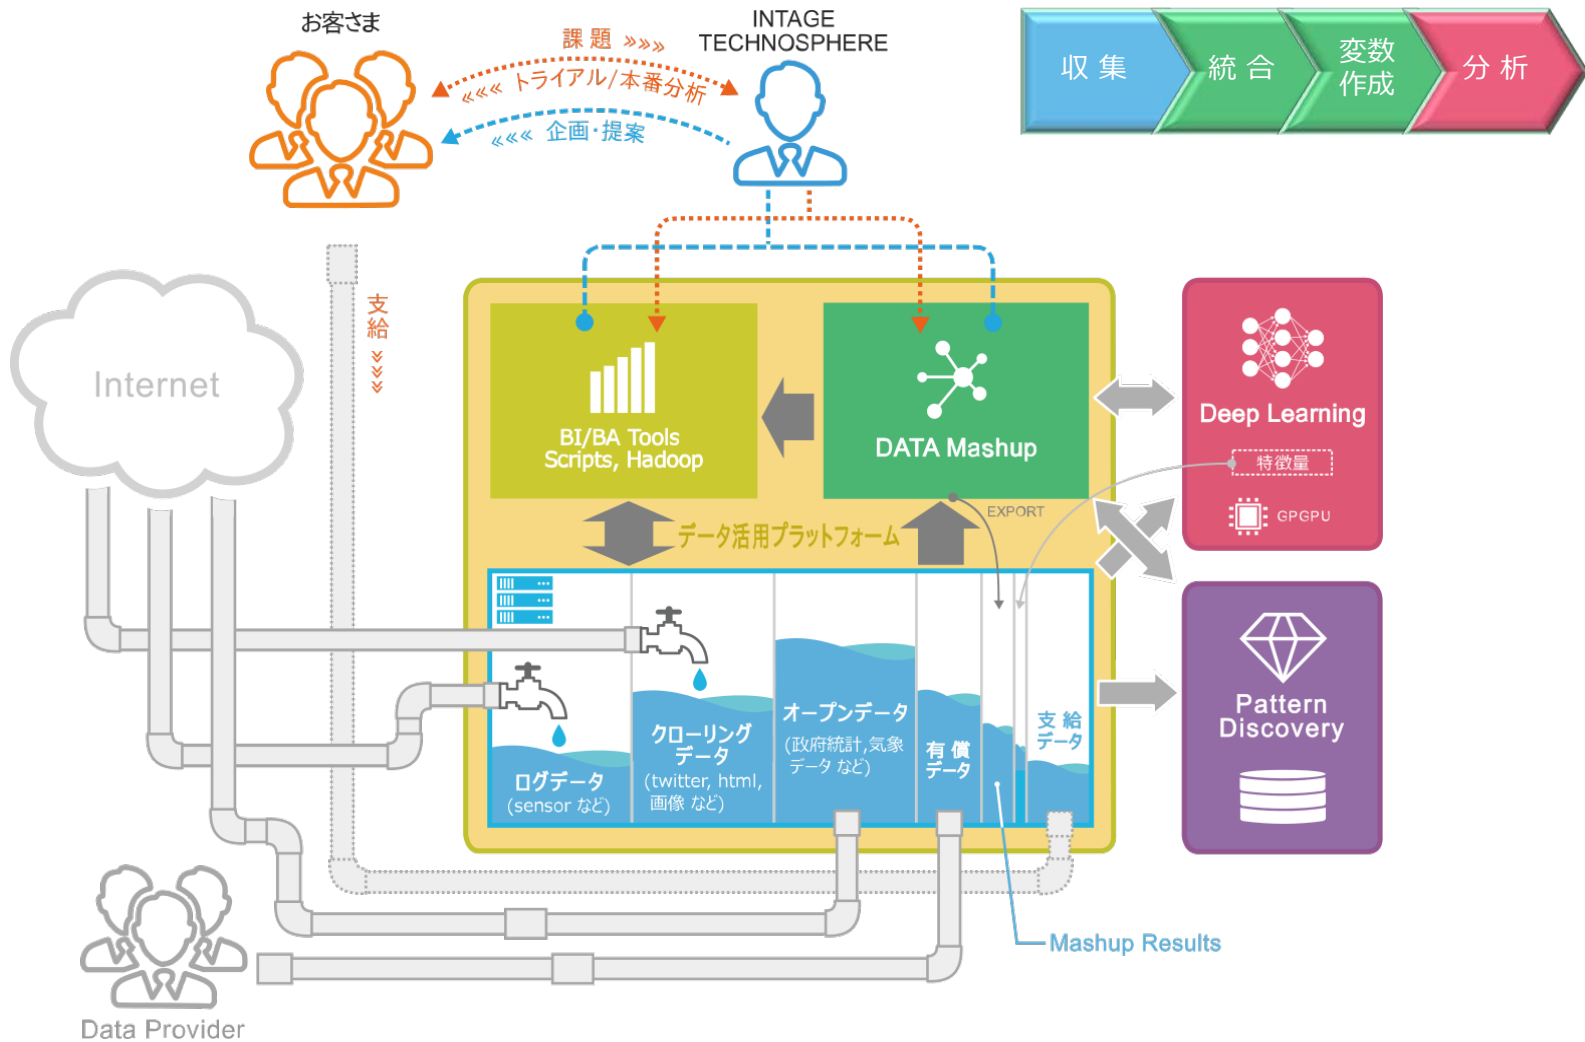 お客さま
INTAGE
TECHNOSPHERE
課 題 »»
««« トライアル/本番分析
««« 企画・提案
収 集
統 合
変数
作成
分 析
支給 »»
Internet
BI/BA Tools
Scripts, Hadoop
DATA Mashup
Deep Learning
特徴量
GPGPU
EXPORT
データ活用プラットフォーム
ログデータ
(sensor など)
クローリング
データ
(twitter, html,
画像 など)
オープンデータ
(政府統計,気象
データ など)
有 償
データ
支 給
データ
Pattern
Discovery
Mashup Results
Data Provider